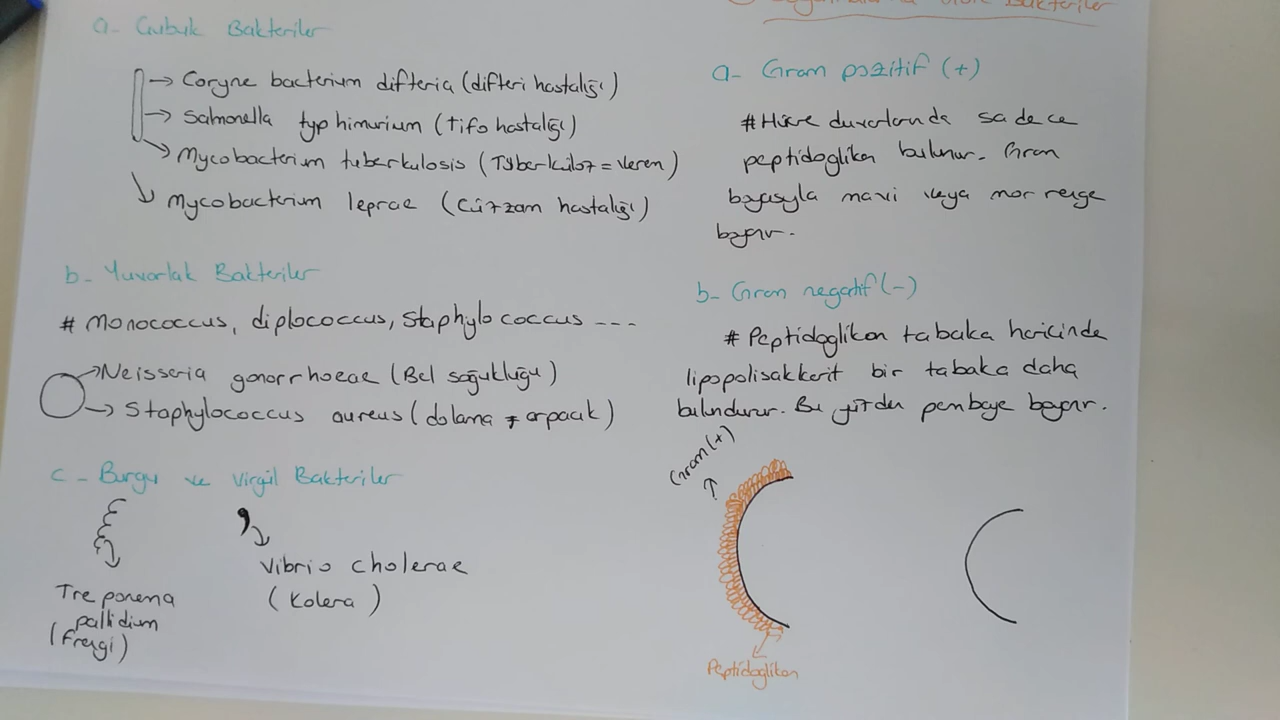 a- Çubuk Bakteriler
→ Coryne bacterium difteria (difteri hastalığı)
→ Salmonella typhimurium (Tifo hastalığı)
→ Mycobacterium tuberkulosis (Tüberküloz = Verem)
Mycobacterium leprae (Cüzzam hastalığı)
b- Yuvarlak Bakteriler
# Monococcus, diplococcus, Staphylococcus ---
→ Neisseria gonorrhoeae (Bel soğukluğu)
→ Staphylococcus aureus (dolama + arpacık)
c- Burgu ve Virgül Bakteriler
Treponema
pallidium
(Frengi)
Vibrio cholerae
(Kolera)
Bakteriler
a- Gram pozitif (+)
# Hücre duvarlarında sadece
peptidoglikan bulunur. Gram
boyasıyla mavi veya mor renge
boyanır.
b- Gram negatif (-)
# Peptidoglikan tabaka haricinde
lipopolisakkarit bir tabaka daha
bulundurur. Bu yüzden pembeye boyanır.
Gram (+)
Peptidoglikan